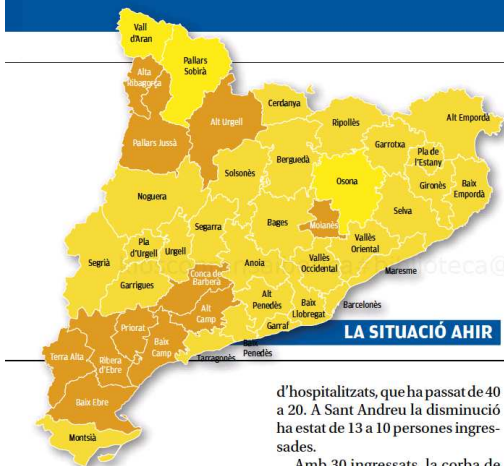 Vall
d'Aran
Pallars
Sobirà
Alta
Ribagorça
Alt Urgell
Pallars Jussà
Cerdanya
Ripollès
Alt Empordà
Garrotxa
Pla de
l'Estany
Berguedà
Solsonès
Osona
Gironès
Baix
Empordà
Noguera
Bages
Moianès
Selva
Segarra
Vallès
Oriental
Pla
d'Urgell
Urgell
Segrià
Anoia
Vallès
Occidental
Maresme
Conca de
Barberà
Garrigues
Alt
Penedès
Baix
Llobregat
Barcelonès
Alt
Camp
Priorat
Garraf
LA SITUACIÓ AHIR
Baix
Penedès
Baix
Camp
Tarragonès
Terra Alta
Ribera
d'Ebre
Baix Ebre
Montsià
d'hospitalitzats, que ha passat de 40
a 20. A Sant Andreu la disminució
ha estat de 13 a 10 persones ingres-
sades.
Amb 30 ingressats, la corba de